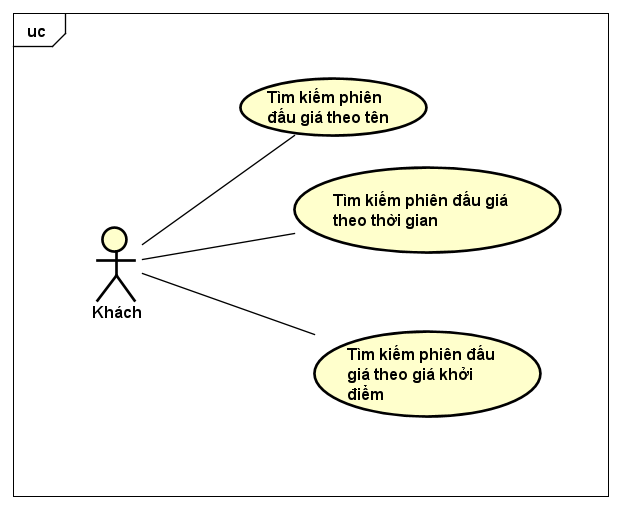 uc
Tìm kiếm phiên
đấu giá theo tên
Tìm kiếm phiên đấu giá
theo thời gian
Khách
Tìm kiếm phiên đấu
giá theo giá khởi
điểm